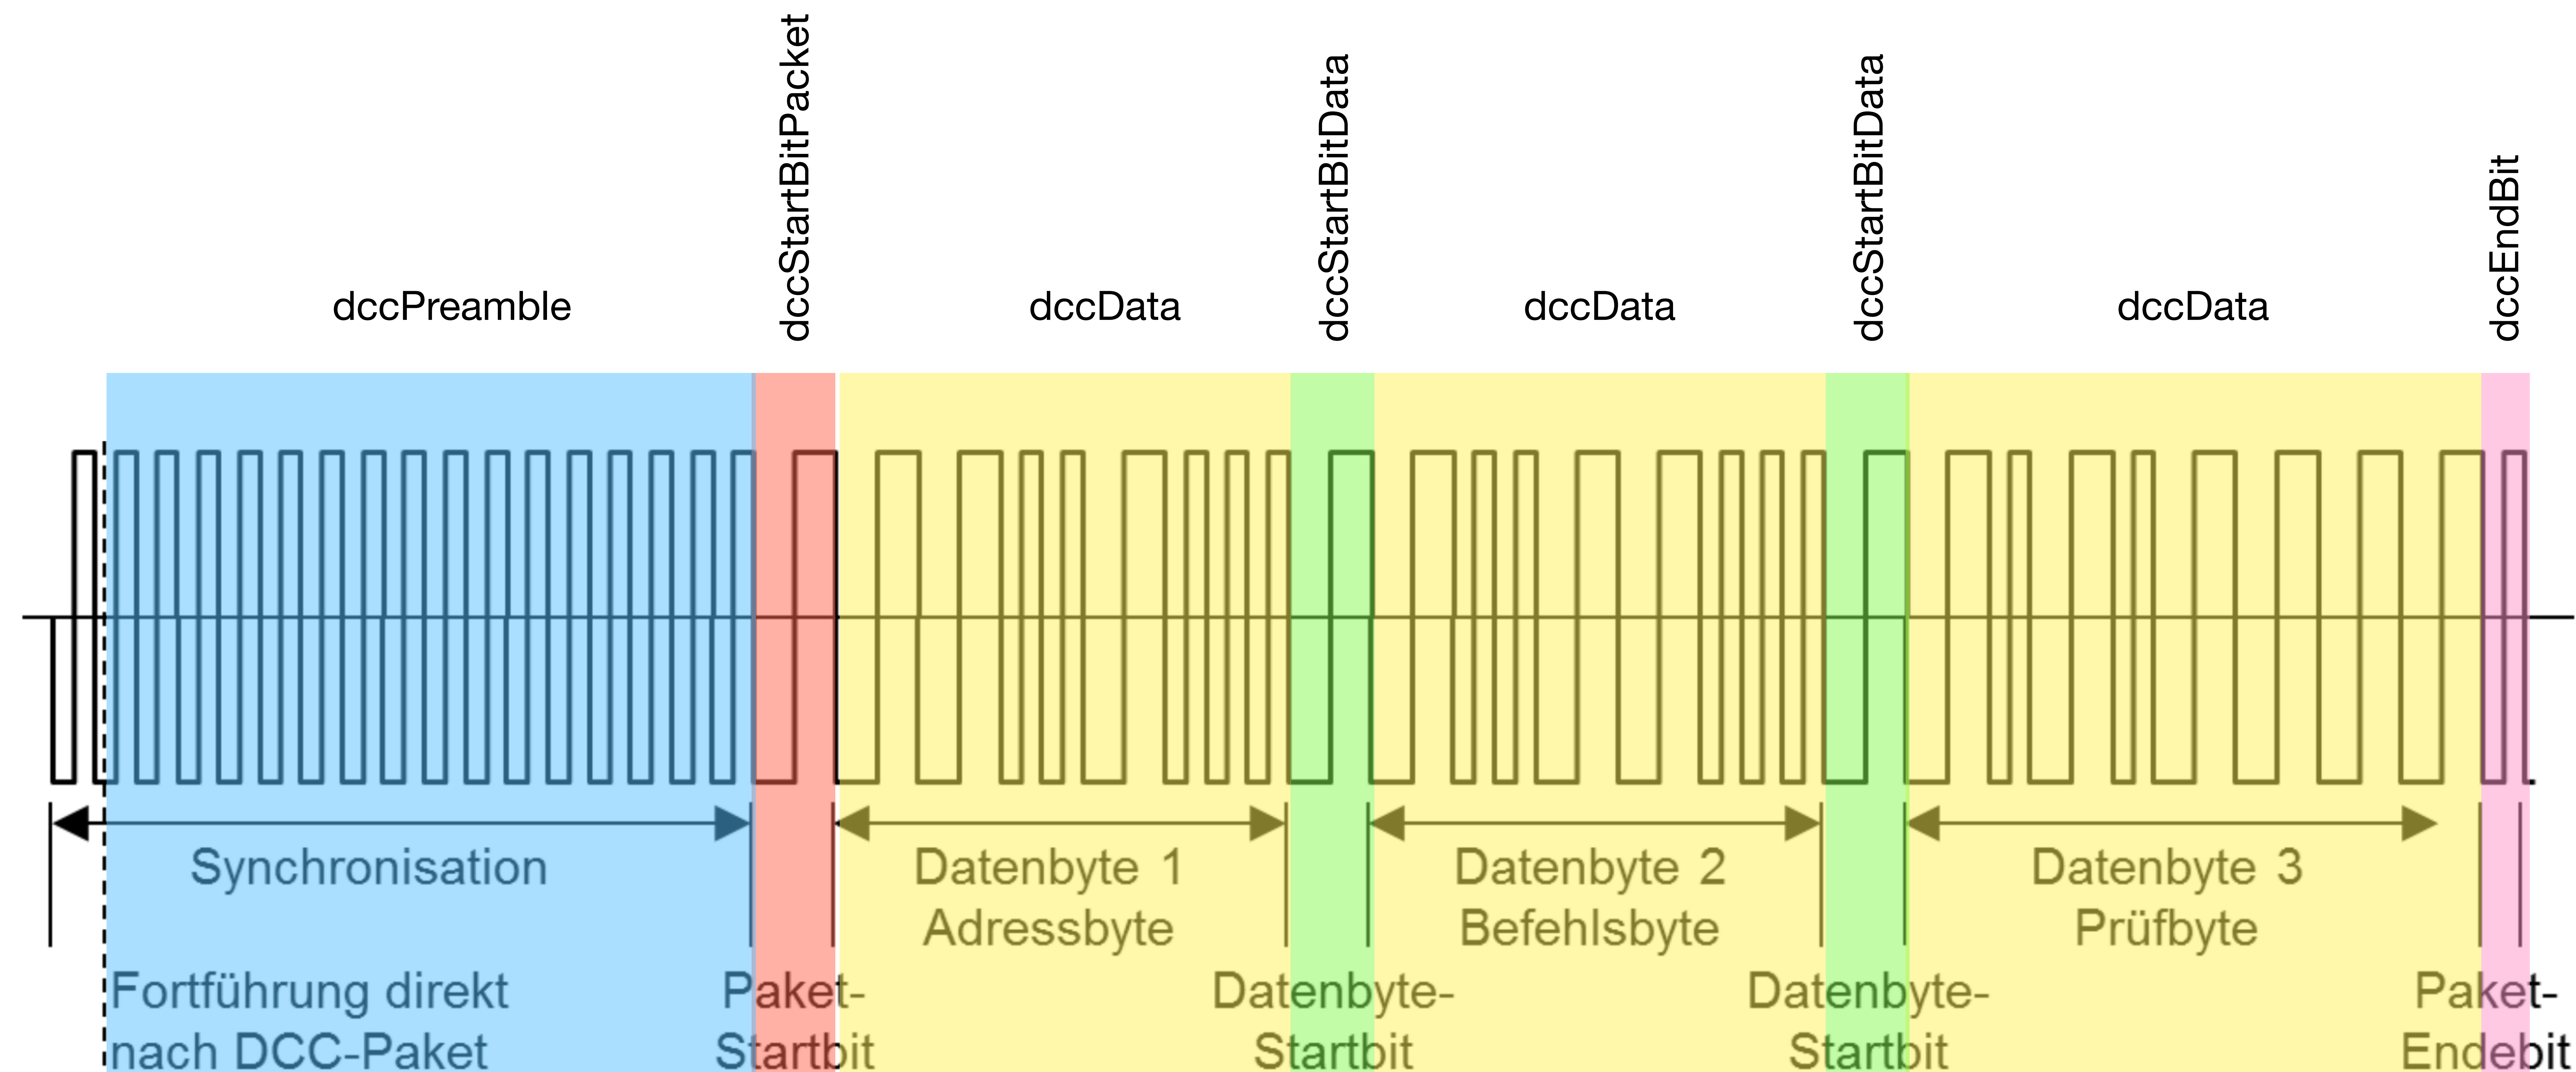 dccStartBitPacket
dccStartBitData
dccStartBitData
dccEndBit
dccPreamble
dccData
dccData
dccData
Synchronisation
Datenbyte 1
Adressbyte
Datenbyte 2
Befehlsbyte
Datenbyte 3
Prüfbyte
Fortführung direkt
nach DCC-Paket
Paket-
Startbit
Datenbyte-
Startbit
Datenbyte-
Startbit
Paket-
Endebit